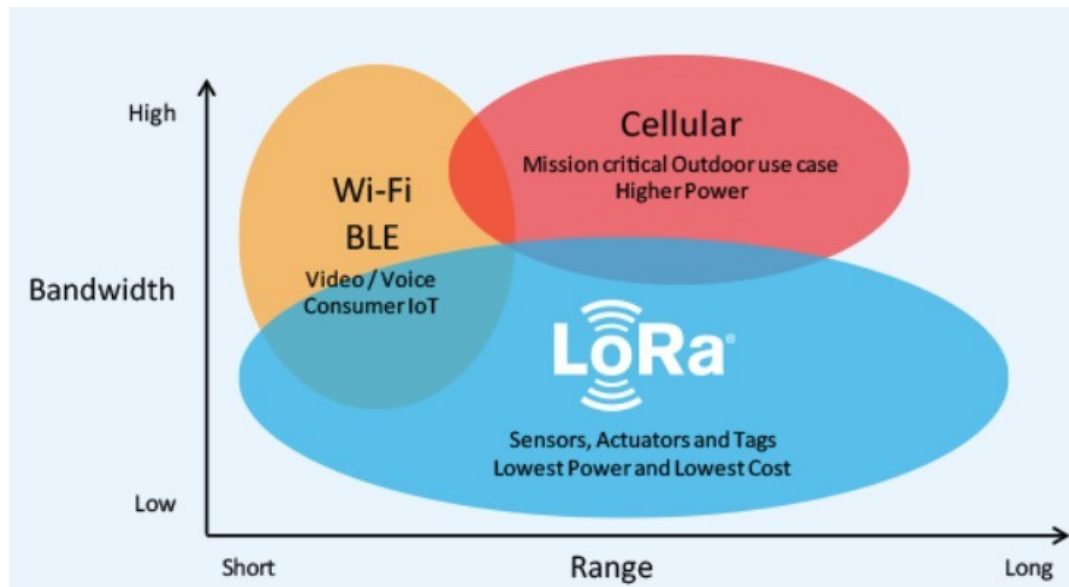 High
Bandwidth
Low
Wi-Fi
BLE
Video / Voice
Consumer IoT
Cellular
Mission critical Outdoor use case
Higher Power
LoRa®
Sensors, Actuators and Tags
Lowest Power and Lowest Cost
Short
Range
Long